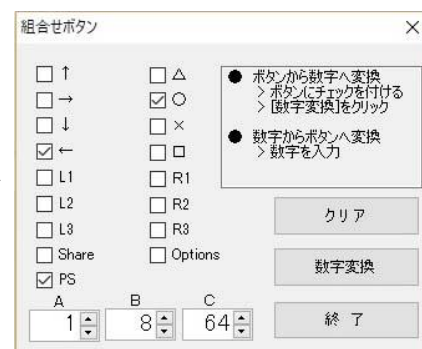 組合せボタン
↑
→
↓
←
L1
L2
L3
Share
PS
△
○
×
□
R1
R2
R3
Options
● ボタンから数字へ変換
> ボタンにチェックを付ける
> [数字変換]をクリック
● 数字からボタンへ変換
> 数字を入力
クリア
数字変換
終 了
A B C
1 8 64